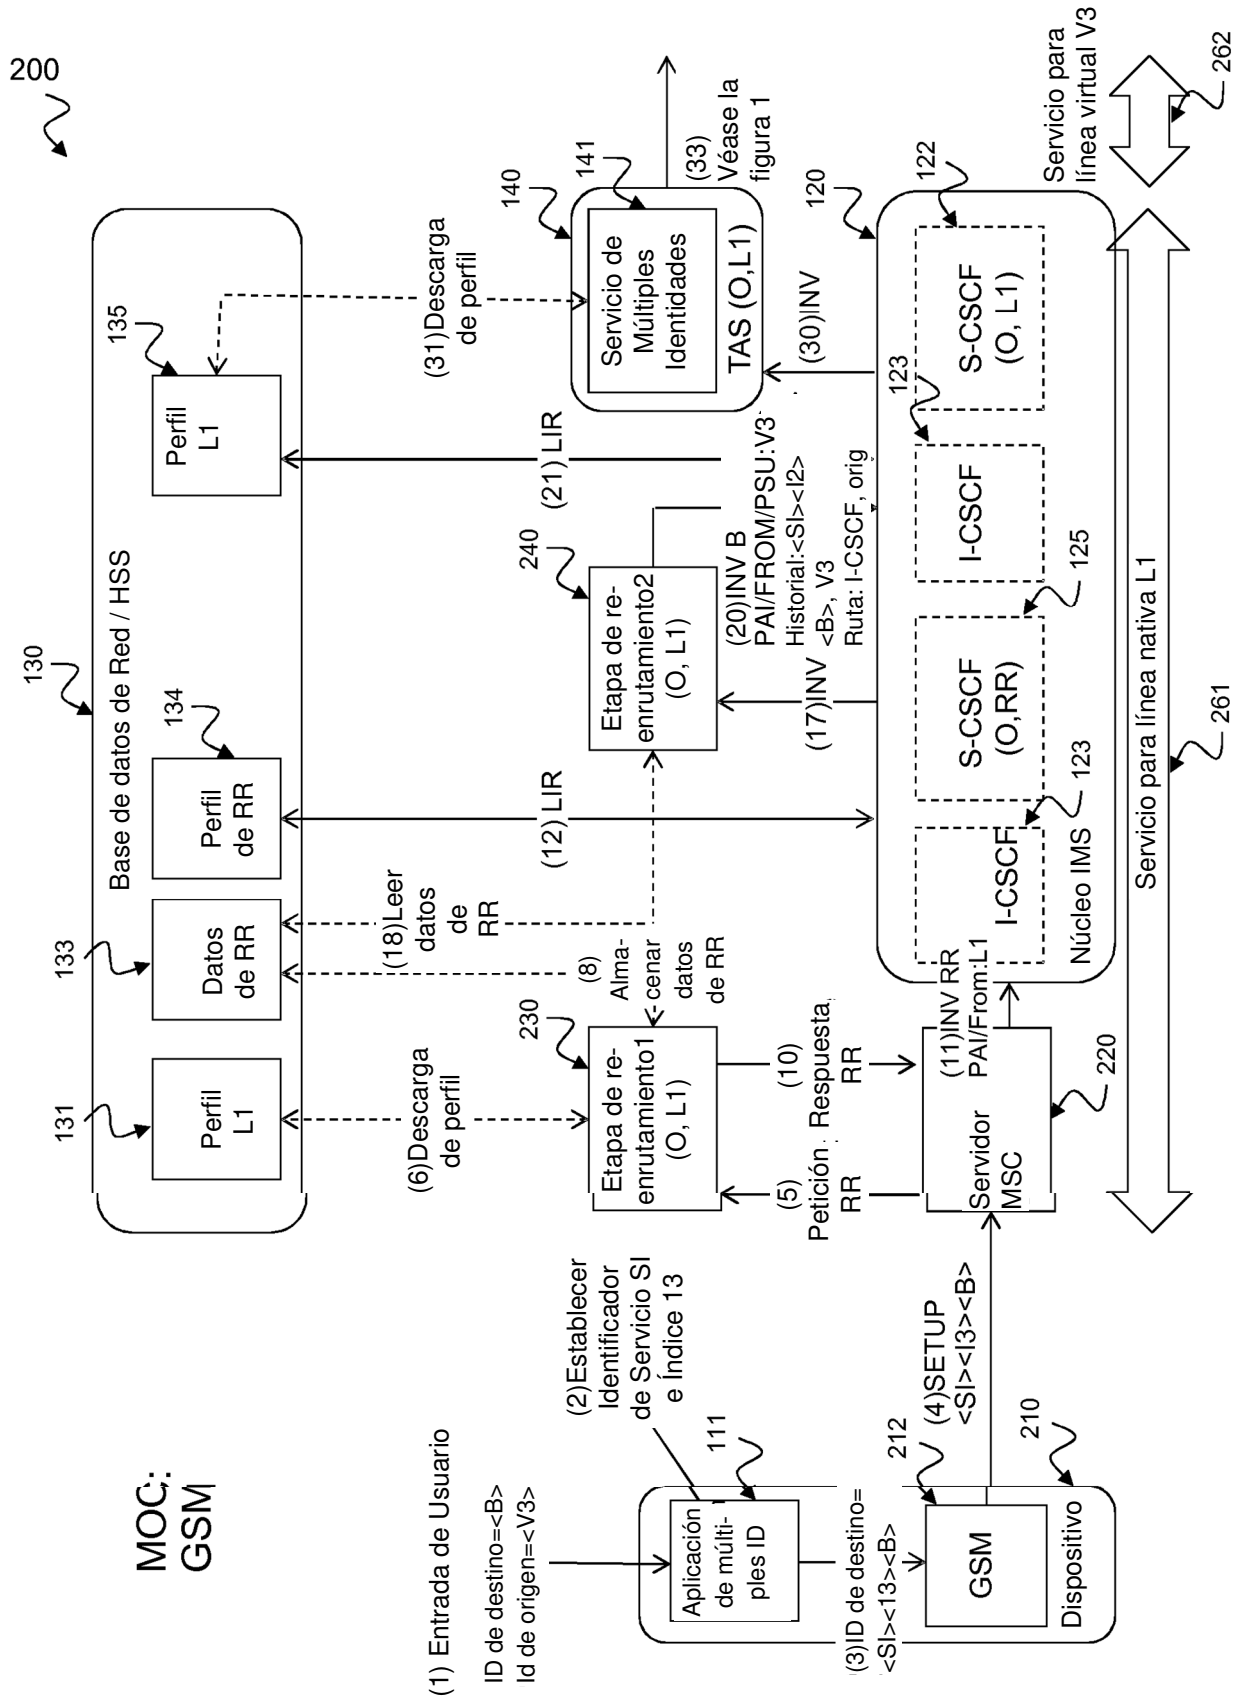 200
MOC:
GSM
(1) Entrada de Usuario
ID de destino=<B>
Id de origen=<V3>
(2)Establecer
Identificador
de Servicio SI
e Índice 13
Aplicación
de múlti-
ples ID
111
(3)ID de destino=
<SI><13><B>
GSM
212
Dispositivo
210
(4)SETUP
<SI><I3><B>
130
Base de datos de Red / HSS
131
Perfil
L1
133
Datos
de RR
134
Perfil
de RR
135
Perfil
L1
(6)Descarga
de perfil
(18)Leer
datos
de
RR
(8)
Alma-
cenar
datos
de RR
(12) LIR
(21) LIR
(31)Descarga
de perfil
230
Etapa de re-
enrutamiento1
(O, L1)
240
Etapa de re-
enrutamiento2
(O, L1)
140
141
Servicio de
Múltiples
Identidades
TAS (O,L1)
(33)
Véase la
figura 1
(5)
Petición
RR
(10)
Respuesta
RR
(17)INV
(20)INV B
PAI/FROM/PSU:V3
Historial:<SI><I2>
<B>, V3
Ruta: I-CSCF, orig
(30)INV
Servidor
MSC
220
(11)INV RR
PAI/From:L1
120
Núcleo IMS
I-CSCF
123
S-CSCF
(O,RR)
125
I-CSCF
123
S-CSCF
(O, L1)
122
Servicio para línea nativa L1
261
Servicio para
línea virtual V3
262